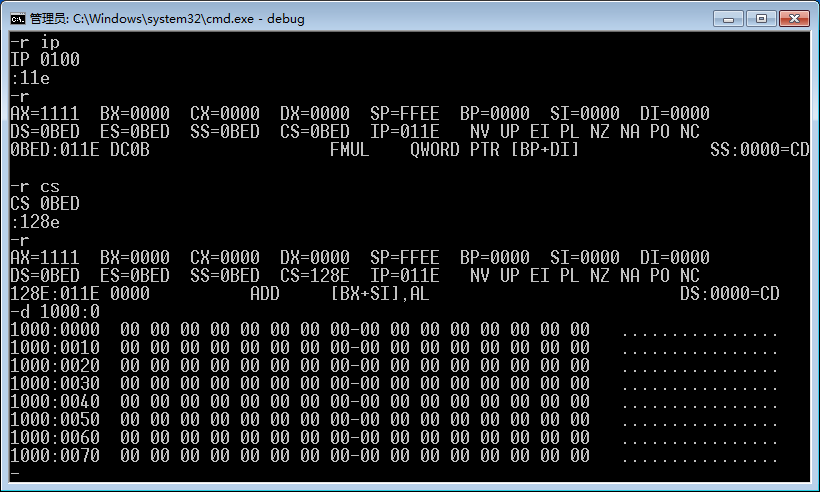 管理员: C:\Windows\system32\cmd.exe - debug
-r ip
IP 0100
:11e
-r
AX=1111  BX=0000  CX=0000  DX=0000  SP=FFEE  BP=0000  SI=0000  DI=0000
DS=0BED  ES=0BED  SS=0BED  CS=0BED  IP=011E   NV UP EI PL NZ NA PO NC
0BED:011E DC0B                  FMUL    QWORD PTR [BP+DI]             SS:0000=CD
-r cs
CS 0BED
:128e
-r
AX=1111  BX=0000  CX=0000  DX=0000  SP=FFEE  BP=0000  SI=0000  DI=0000
DS=0BED  ES=0BED  SS=0BED  CS=128E  IP=011E   NV UP EI PL NZ NA PO NC
128E:011E 0000          ADD     [BX+SI],AL                         DS:0000=CD
-d 1000:0
1000:0000  00 00 00 00 00 00 00 00-00 00 00 00 00 00 00 00   ................
1000:0010  00 00 00 00 00 00 00 00-00 00 00 00 00 00 00 00   ................
1000:0020  00 00 00 00 00 00 00 00-00 00 00 00 00 00 00 00   ................
1000:0030  00 00 00 00 00 00 00 00-00 00 00 00 00 00 00 00   ................
1000:0040  00 00 00 00 00 00 00 00-00 00 00 00 00 00 00 00   ................
1000:0050  00 00 00 00 00 00 00 00-00 00 00 00 00 00 00 00   ................
1000:0060  00 00 00 00 00 00 00 00-00 00 00 00 00 00 00 00   ................
1000:0070  00 00 00 00 00 00 00 00-00 00 00 00 00 00 00 00   ................
-